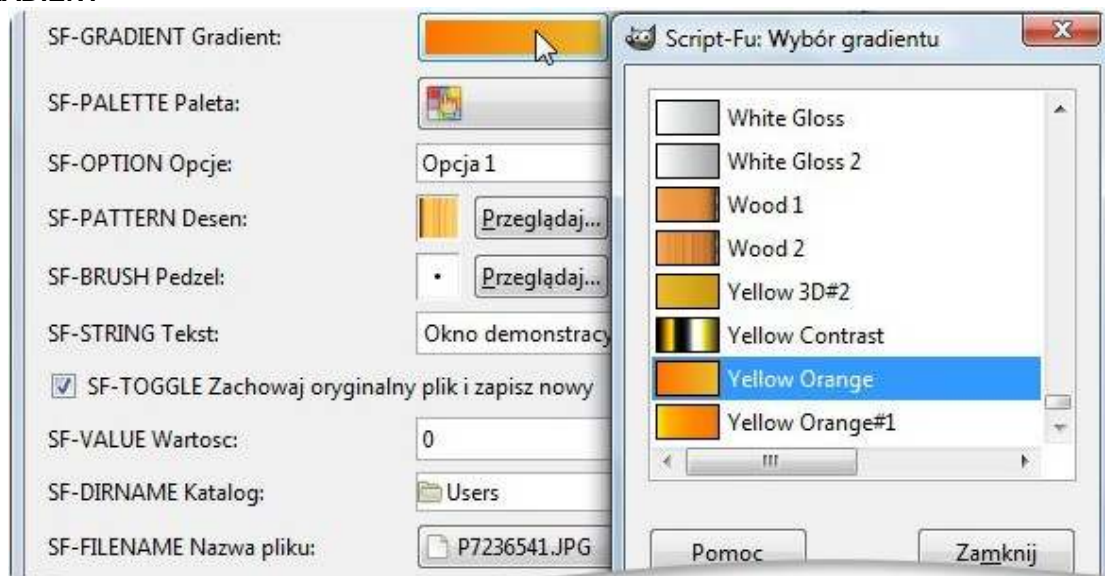 SF-GRADIENT Gradient:
SF-PALETTE Paleta:
SF-OPTION Opcje:
Opcja 1
SF-PATTERN Desen:
Przeglądaj...
SF-BRUSH Pedzel:
Przeglądaj...
SF-STRING Tekst:
Okno demonstracy
SF-TOGGLE Zachowaj oryginalny plik i zapisz nowy
SF-VALUE Wartosc:
0
SF-DIRNAME Katalog:
Users
SF-FILENAME Nazwa pliku:
P7236541.JPG
Script-Fu: Wybór gradientu
White Gloss
White Gloss 2
Wood 1
Wood 2
Yellow 3D#2
Yellow Contrast
Yellow Orange
Yellow Orange#1
Pomoc
Zamknij